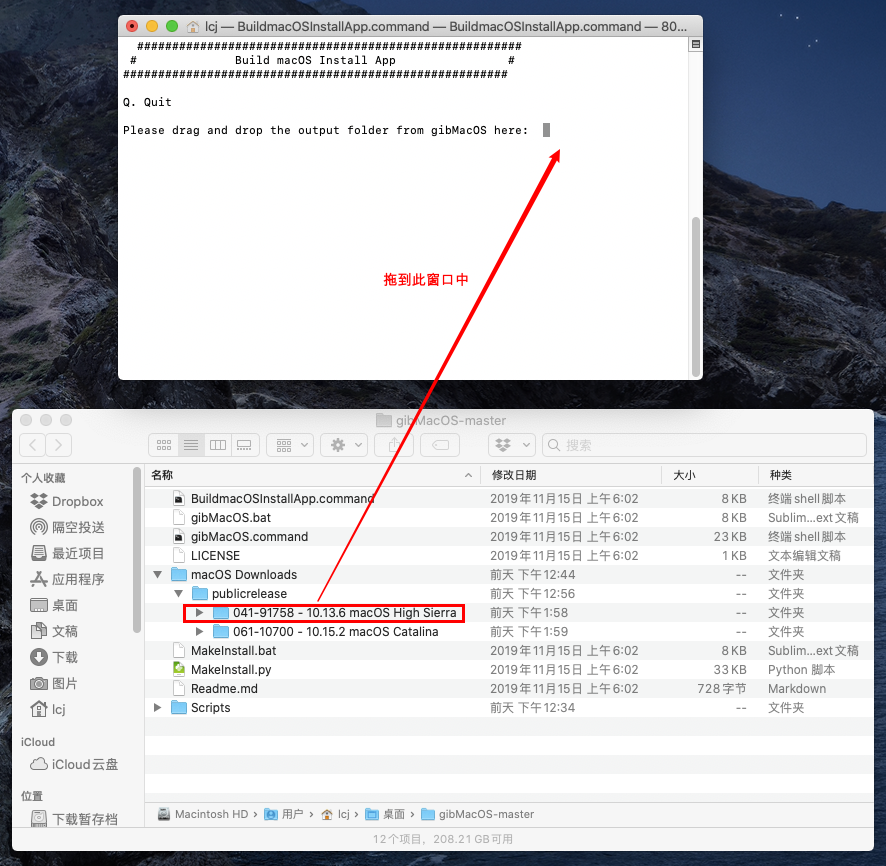 lcj — BuildmacOSInstallApp.command — BuildmacOSInstallApp.command — 80...
#######################################################
# Build macOS Install App #
#######################################################
Q. Quit
Please drag and drop the output folder from gibMacOS here:
拖到此窗口中
gibMacOS-master
搜索
个人收藏
Dropbox
隔空投送
最近项目
应用程序
桌面
文稿
下载
图片
lcj
iCloud
iCloud云盘
位置
下载暂存档
名称 修改日期 大小 种类
BuildmacOSInstallApp.command 2019年11月15日 上午6:02 8 KB 终端shell脚本
gibMacOS.bat 2019年11月15日 上午6:02 8 KB Sublim...ext文稿
gibMacOS.command 2019年11月15日 上午6:02 23 KB 终端shell脚本
LICENSE 2019年11月15日 上午6:02 1 KB 文本编辑文稿
macOS Downloads 前天 下午12:44 -- 文件夹
publicrelease 前天 下午12:56 -- 文件夹
041-91758 - 10.13.6 macOS High Sierra 前天 下午1:58 -- 文件夹
061-10700 - 10.15.2 macOS Catalina 前天 下午1:59 -- 文件夹
MakeInstall.bat 2019年11月15日 上午6:02 8 KB Sublim...ext文稿
MakeInstall.py 2019年11月15日 上午6:02 33 KB Python 脚本
Readme.md 2019年11月15日 上午6:02 728字节 Markdown
Scripts 前天 下午12:34 -- 文件夹
Macintosh HD › 用户 › lcj › 桌面 › gibMacOS-master
12个项目，208.21 GB可用